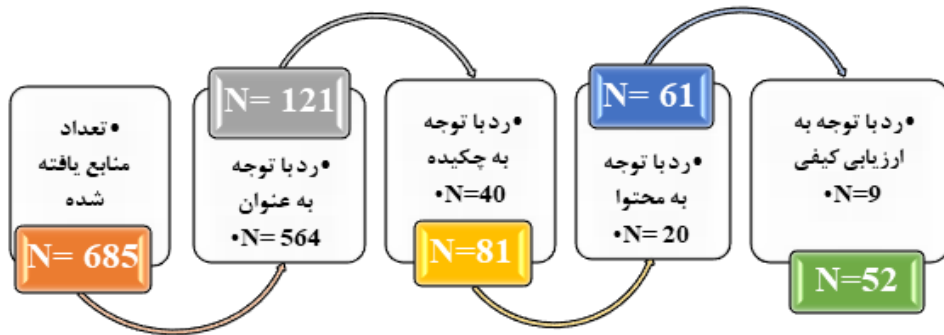 •تعداد
منابع یافته
شده
N= 685
N= 121
•رد با توجه
به عنوان
•N= 564
•رد با توجه
به چکیده
•N=40
N=81
N= 61
•رد با توجه
به محتوا
•N= 20
•رد با توجه به
ارزیابی کیفی
•N=9
N=52